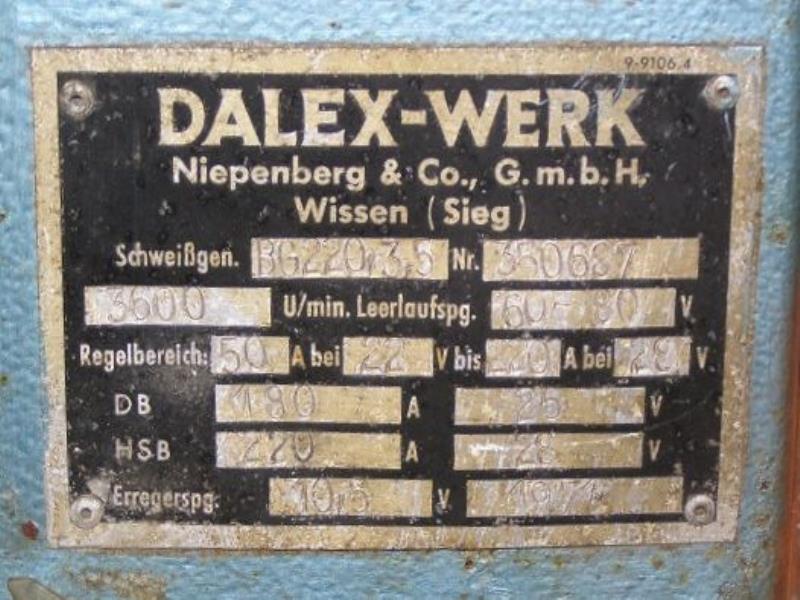 9-9106.4
DALEX-WERK
Niepenberg & Co., G.m.b.H,
Wissen (Sieg)
Schweißgen. BG220/3,5 Nr. 350687
3600 U/min. Leerlaufspg. 60-80 V
Regelbereich: 50 A bei 22 V bis 220 A bei 28 V
DB 180 A 25 V
HSB 220 A 28 V
Erregerspg. 10,5 V